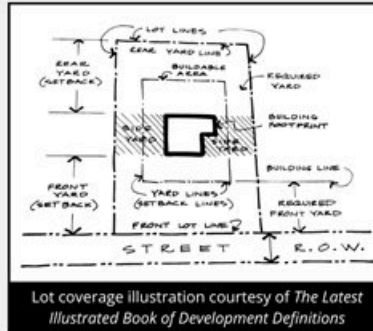 LOT LINES
REAR YARD LINE
REAR
YARD
(SETBACK)
BUILDABLE
AREA
REQUIRED
YARD
BUILDING
FOOTPRINT
SIDE
YARD
SIDE
YARD
BUILDING LINE
FRONT
YARD
(SETBACK)
YARD LINES
(SETBACK LINES)
REQUIRED
FRONT YARD
FRONT LOT LINE
STREET
R.O.W.
Lot coverage illustration courtesy of The Latest
Illustrated Book of Development Definitions